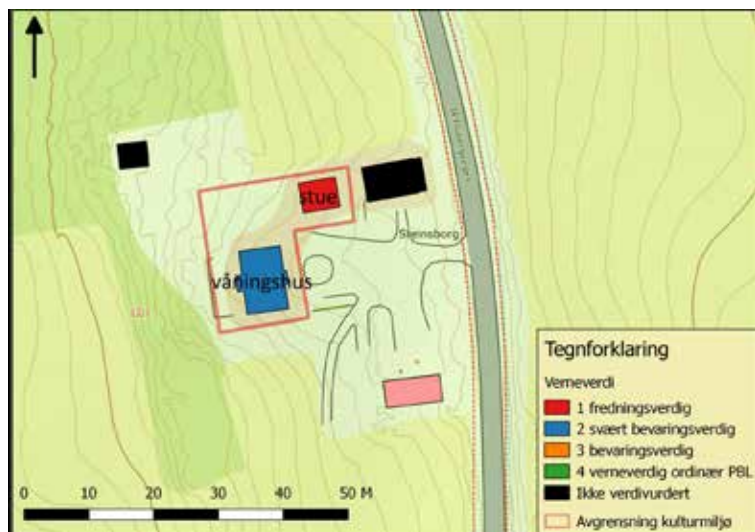 stue
Steinsborg
våningshus
Tegnforklaring
Verneverdi
1 fredningsverdig
2 svært bevaringsverdig
3 bevaringsverdig
4 verneverdig ordinær PBL
Ikke verdivurdert
Avgrensning kulturmiljø
0 10 20 30 40 50 M